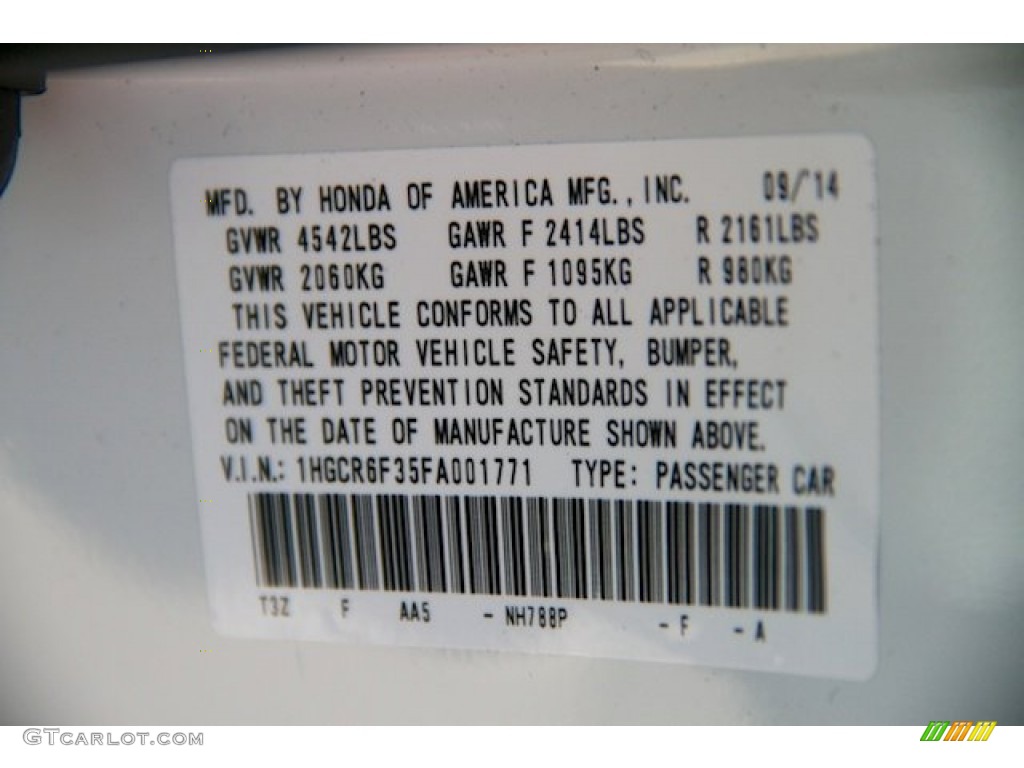 MFD. BY HONDA OF AMERICA MFG., INC. 09/14
GVWR 4542LBS GAWR F 2414LBS R 2161LBS
GVWR 2060KG GAWR F 1095KG R 980KG
THIS VEHICLE CONFORMS TO ALL APPLICABLE
FEDERAL MOTOR VEHICLE SAFETY, BUMPER,
AND THEFT PREVENTION STANDARDS IN EFFECT
ON THE DATE OF MANUFACTURE SHOWN ABOVE.
V.I.N.: 1HGCR6F35FA001771 TYPE: PASSENGER CAR
T3Z F AA5 - NH788P - F - A
GTCARLOT.COM